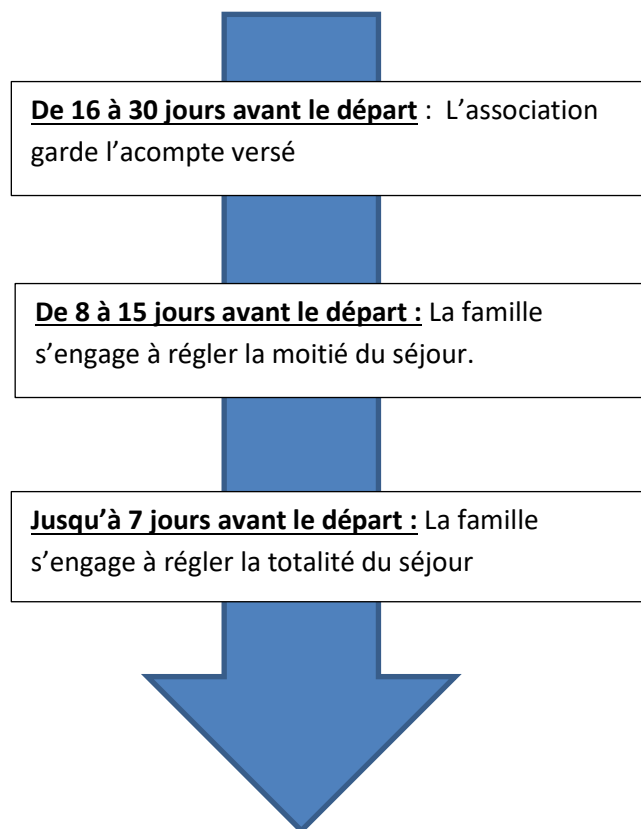 De 16 à 30 jours avant le départ : L’association
garde l’acompte versé
De 8 à 15 jours avant le départ : La famille
s’engage à régler la moitié du séjour.
Jusqu’à 7 jours avant le départ : La famille
s’engage à régler la totalité du séjour